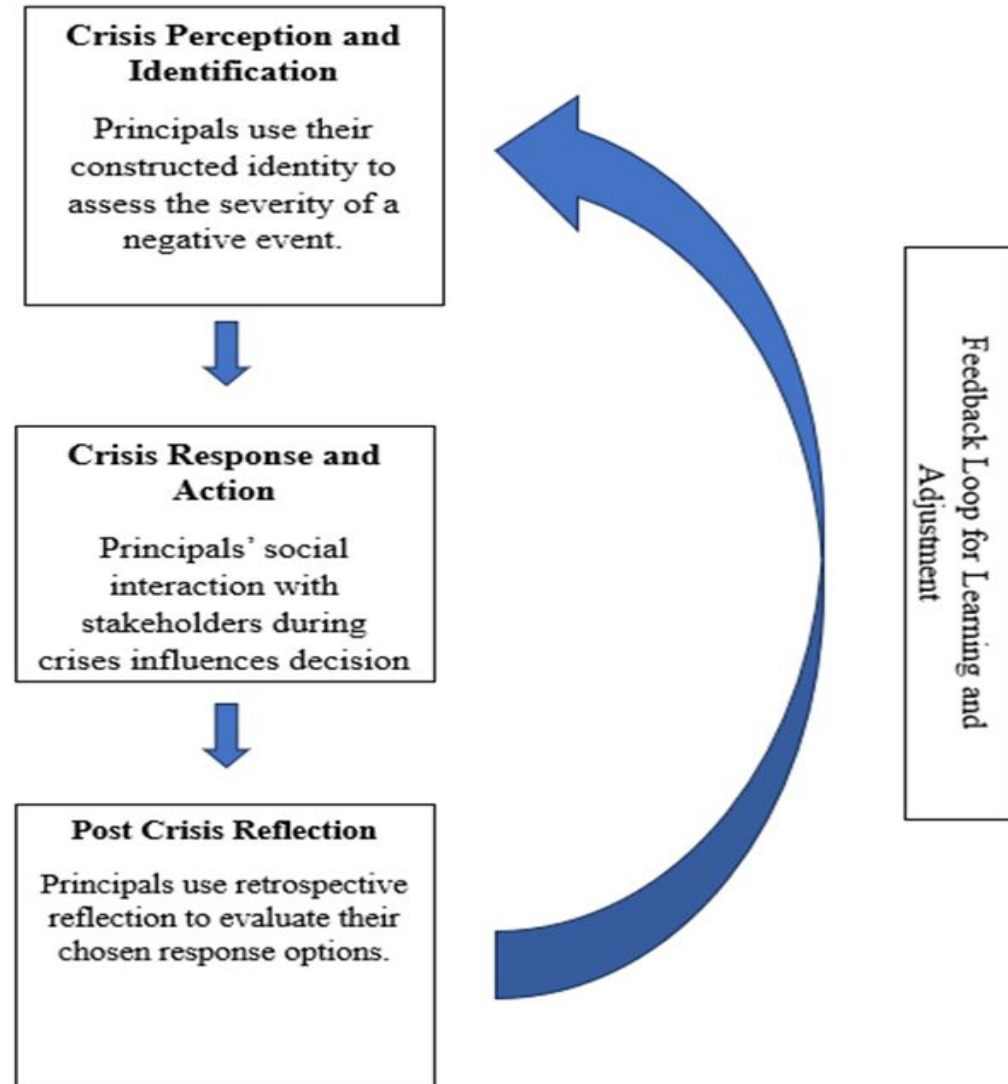 Crisis Perception and
Identification
Principals use their
constructed identity to
assess the severity of a
negative event.
Crisis Response and
Action
Principals’ social
interaction with
stakeholders during
crises influences decision
Post Crisis Reflection
Principals use retrospective
reflection to evaluate their
chosen response options.
Feedback Loop for Learning and
Adjustment